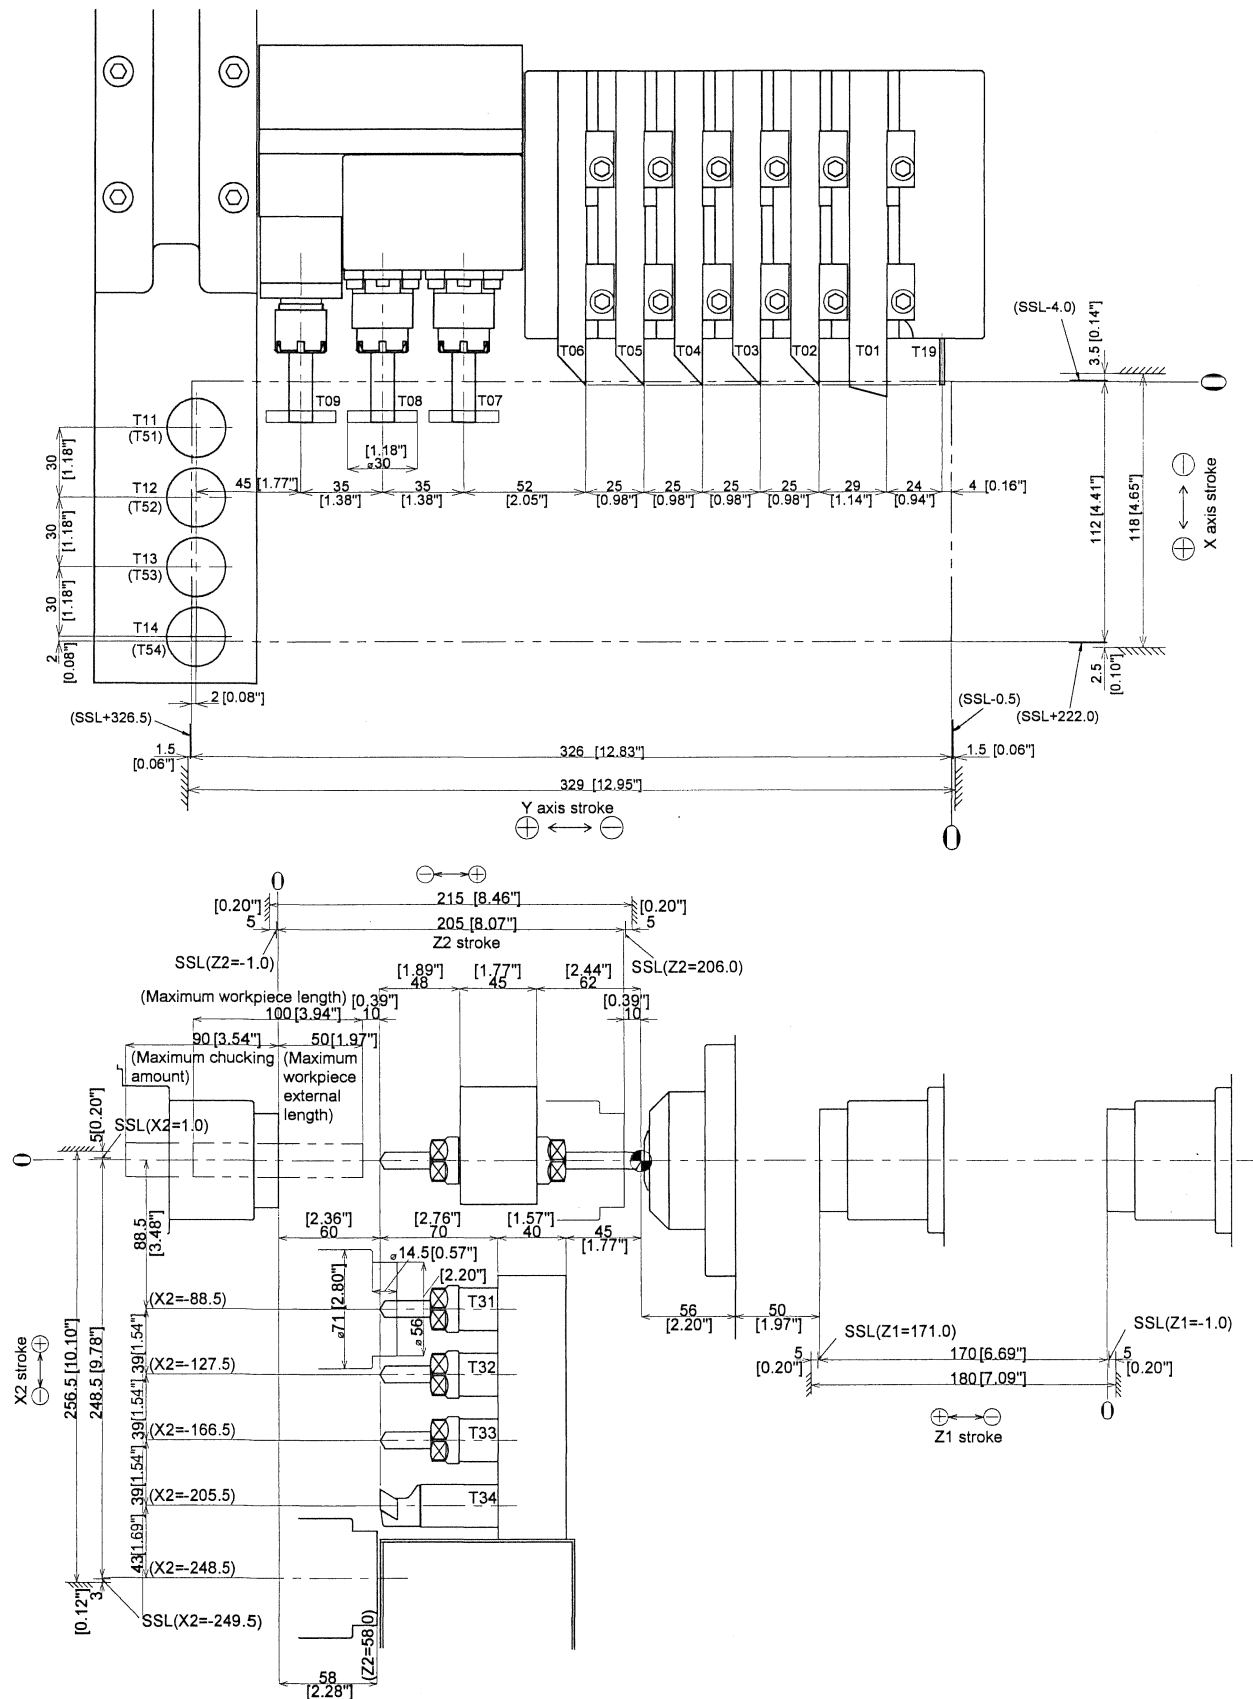 T06
T05
T04
T03
T02
T01
T19
(SSL-4.0)
3.5 [0.14"]
0
T09
T08
T07
T11
(T51)
T12
(T52)
T13
(T53)
T14
(T54)
30
[1.18"]
30
[1.18"]
30
[1.18"]
2
[0.08"]
[1.18"]
ø30
45 [1.77"]
35
[1.38"]
35
[1.38"]
52
[2.05"]
25
[0.98"]
25
[0.98"]
25
[0.98"]
25
[0.98"]
29
[1.14"]
24
[0.94"]
4 [0.16"]
112 [4.41"]
118 [4.65"]
X axis stroke
2.5
[0.10"]
2 [0.08"]
(SSL+326.5)
(SSL-0.5)
(SSL+222.0)
1.5
[0.06"]
326 [12.83"]
1.5 [0.06"]
329 [12.95"]
Y axis stroke
0
0
215 [8.46"]
[0.20"]
5
[0.20"]
5
205 [8.07"]
Z2 stroke
SSL(Z2=-1.0)
SSL(Z2=206.0)
[1.89"]
48
[1.77"]
45
[2.44"]
62
(Maximum workpiece length)
[0.39"]
10
[0.39"]
10
100 [3.94"]
90 [3.54"]
50 [1.97"]
(Maximum chucking
amount)
(Maximum
workpiece
external
length)
5[0.20"]
SSL(X2=1.0)
0
88.5
[3.48"]
[2.36"]
60
[2.76"]
70
[1.57"]
40
45
[1.77"]
ø14.5[0.57"]
[2.20"]
ø71 [2.80"]
ø56
T31
T32
T33
T34
(X2=-88.5)
(X2=-127.5)
(X2=-166.5)
(X2=-205.5)
(X2=-248.5)
39[1.54"]
39[1.54"]
39[1.54"]
43[1.69"]
X2 stroke
256.5 [10.10"]
248.5 [9.78"]
3
[0.12"]
SSL(X2=-249.5)
(Z2=58.0)
58
[2.28"]
56
[2.20"]
50
[1.97"]
SSL(Z1=171.0)
SSL(Z1=-1.0)
5
[0.20"]
170 [6.69"]
5
[0.20"]
180 [7.09"]
0
Z1 stroke